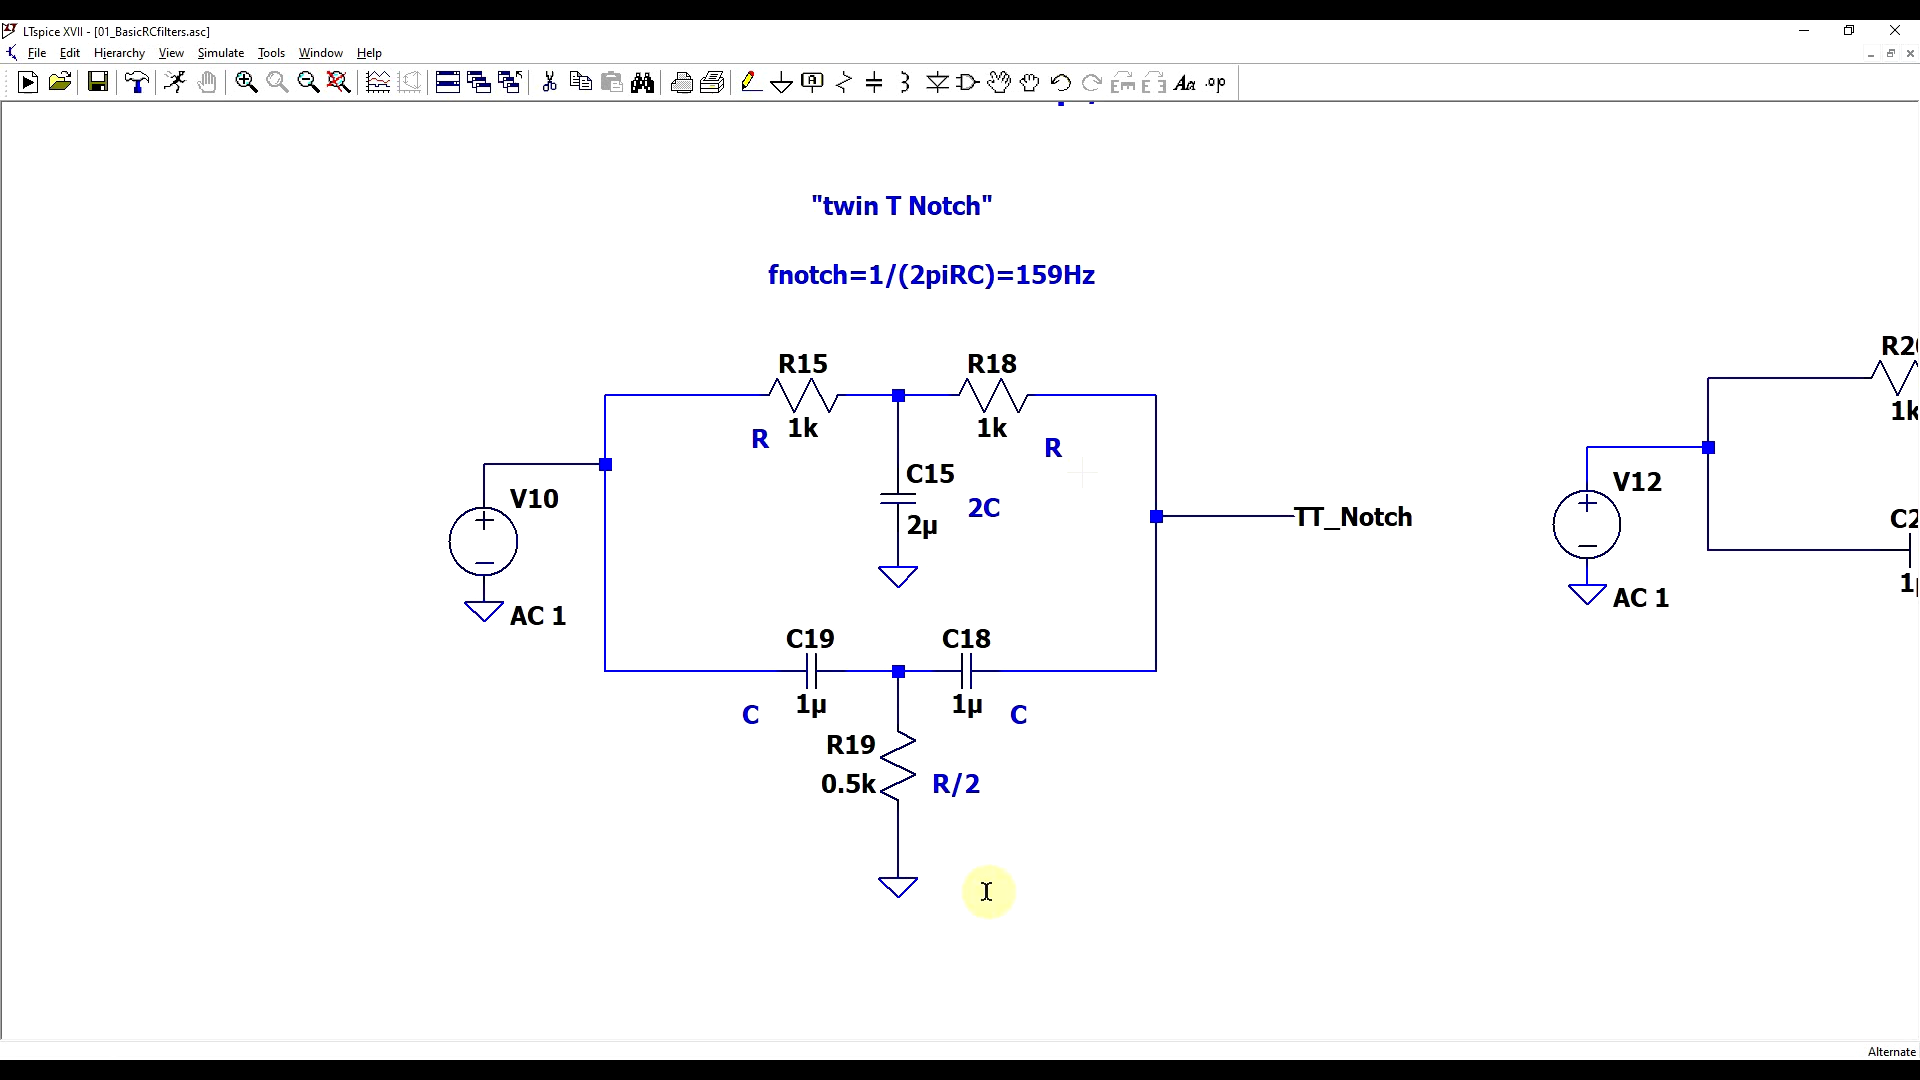 LTspice XVII - [01_BasicRCfilters.asc]
File Edit Hierarchy View Simulate Tools Window Help
"twin T Notch"
fnotch=1/(2piRC)=159Hz
R15
1k
R
R18
1k
R
C15
2µ
2C
V10
AC 1
TT_Notch
C19
1µ
C
C18
1µ
C
R19
0.5k
R/2
V12
AC 1
1k
Alternate